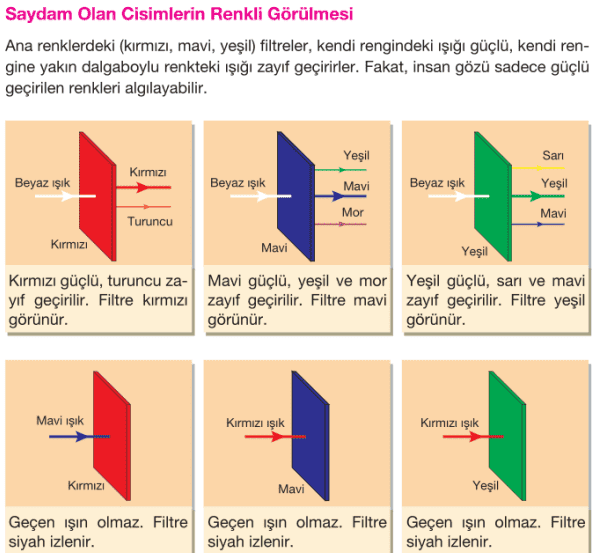 Saydam Olan Cisimlerin Renkli Görülmesi
Ana renklerdeki (kırmızı, mavi, yeşil) filtreler, kendi rengindeki ışığı güçlü, kendi ren-
gine yakın dalgaboylu renkteki ışığı zayıf geçirirler. Fakat, insan gözü sadece güçlü
geçirilen renkleri algılayabilir.
Beyaz ışık
Kırmızı
Turuncu
Kırmızı
Kırmızı güçlü, turuncu za-
yıf geçirilir. Filtre kırmızı
görünür.
Beyaz ışık
Yeşil
Mavi
Mor
Mavi
Mavi güçlü, yeşil ve mor
zayıf geçirilir. Filtre mavi
görünür.
Beyaz ışık
Sarı
Yeşil
Mavi
Yeşil
Yeşil güçlü, sarı ve mavi
zayıf geçirilir. Filtre yeşil
görünür.
Mavi ışık
Kırmızı
Geçen ışın olmaz. Filtre
siyah izlenir.
Kırmızı ışık
Mavi
Geçen ışın olmaz. Filtre
siyah izlenir.
Kırmızı ışık
Yeşil
Geçen ışın olmaz. Filtre
siyah izlenir.